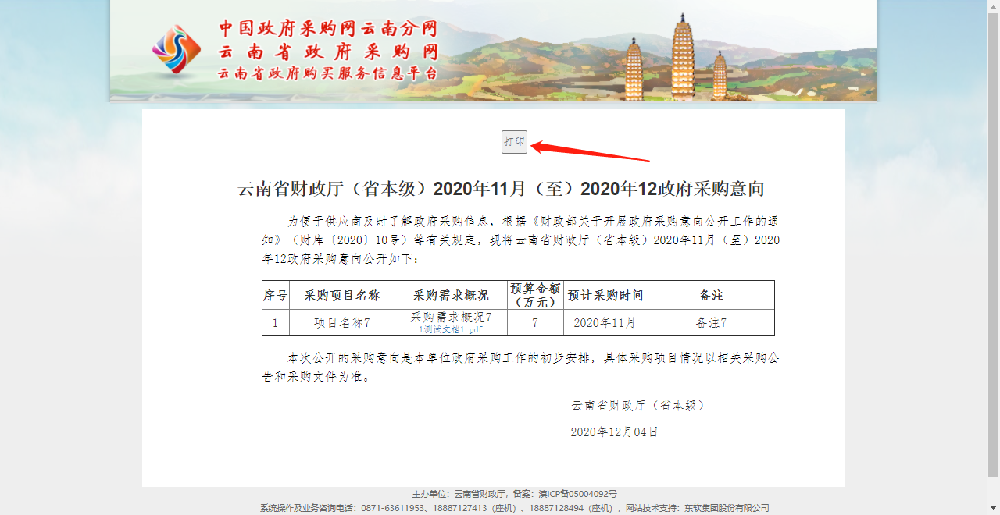 中国政府采购网云南分网
云南省政府采购网
云南省政府购买服务信息平台
打印
云南省财政厅（省本级）2020年11月（至）2020年12政府采购意向
为便于供应商及时了解政府采购信息，根据《财政部关于开展政府采购意向公开工作的通
知》（财库〔2020〕10号）等有关规定，现将云南省财政厅（省本级）2020年11月（至）2020
年12政府采购意向公开如下：
序号 采购项目名称 采购需求概况 预算金额（万元） 预计采购时间 备注
1 项目名称7 采购需求概况7 7 2020年11月 备注7
1测试文档1.pdf
本次公开的采购意向是本单位政府采购工作的初步安排，具体采购项目情况以相关采购公
告和采购文件为准。
云南省财政厅（省本级）
2020年12月04日
主办单位：云南省财政厅，备案：滇ICP备05004092号
系统操作及业务咨询电话：0871-63611953、18887127413（座机）、18887128494（座机），网站技术支持：东软集团股份有限公司